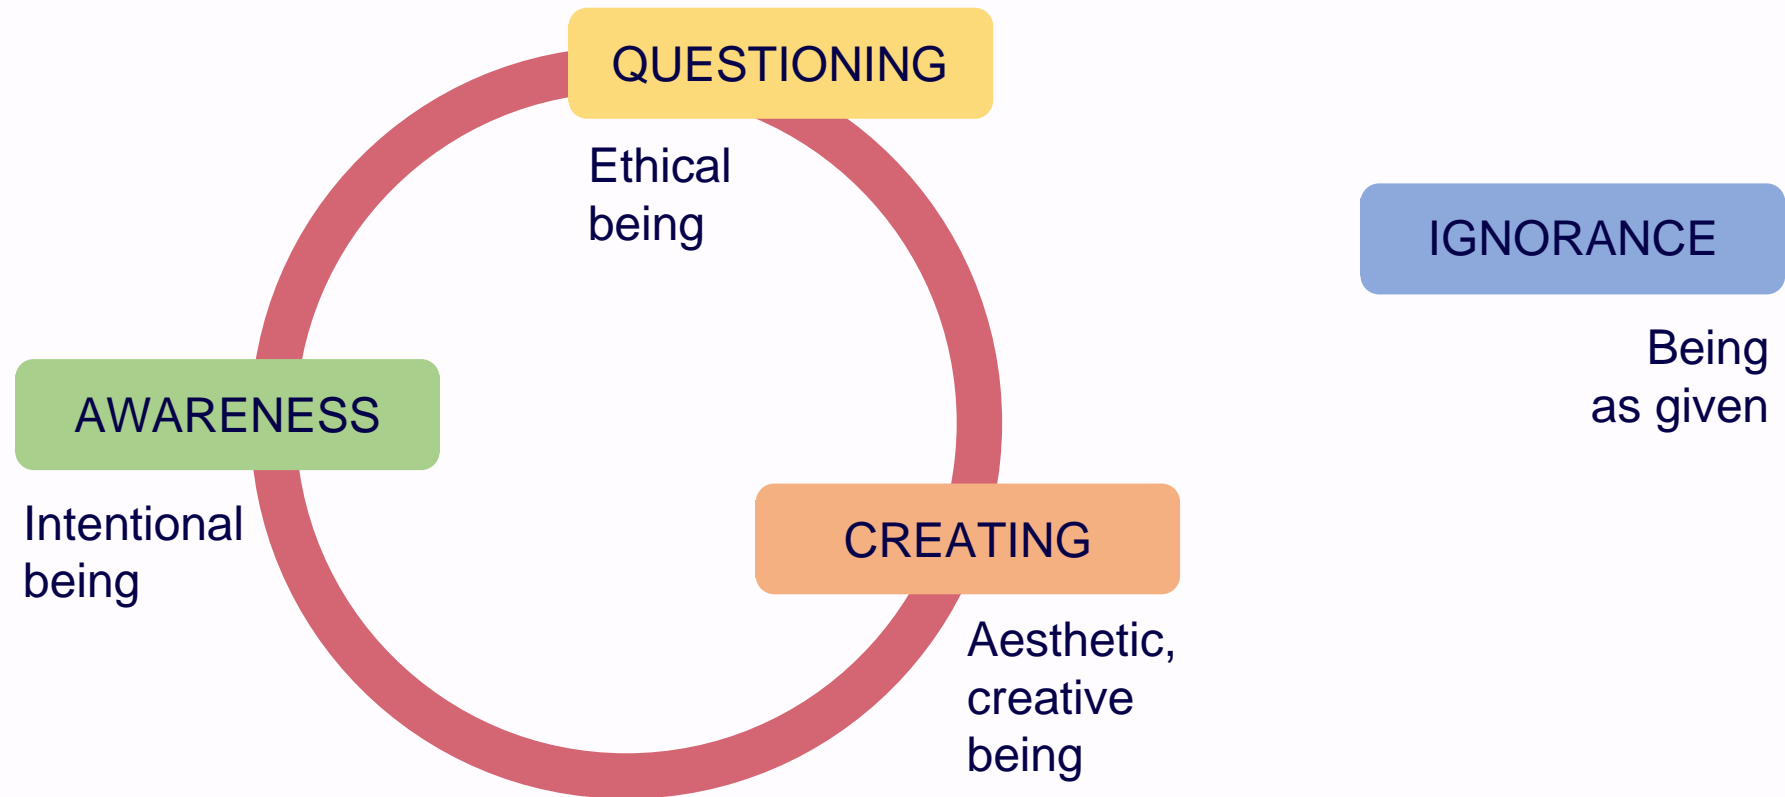 QUESTIONING
Ethical
being
IGNORANCE
Being
as given
AWARENESS
Intentional
being
CREATING
Aesthetic,
creative
being